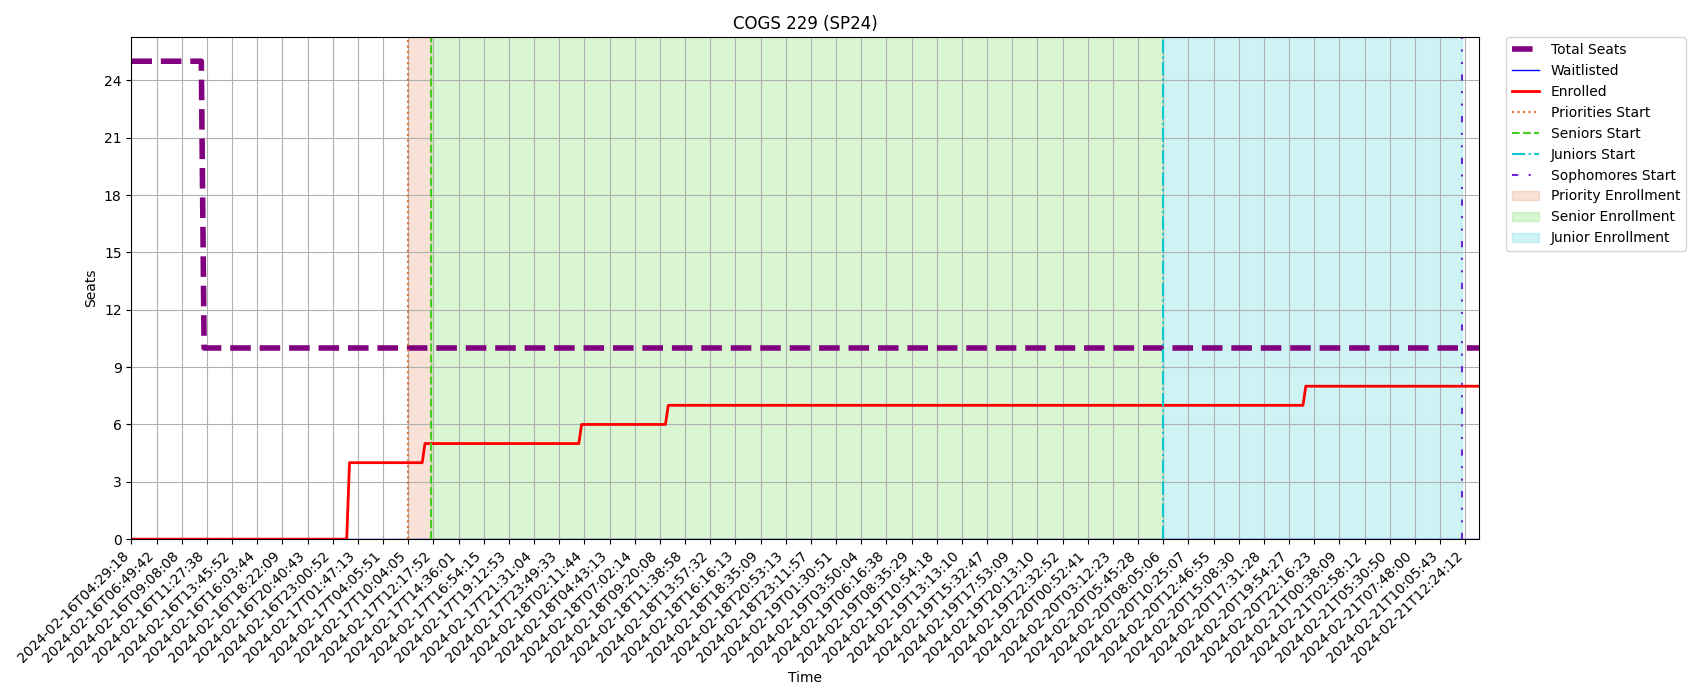 COGS 229 (SP24)
Seats
24
21
18
15
12
9
6
3
0
2024-02-16T04:29:18
2024-02-16T06:49:42
2024-02-16T09:08:08
2024-02-16T11:27:38
2024-02-16T13:45:52
2024-02-16T16:03:44
2024-02-16T18:22:09
2024-02-16T20:40:43
2024-02-16T23:00:52
2024-02-17T01:47:13
2024-02-17T04:05:51
2024-02-17T10:04:05
2024-02-17T12:17:52
2024-02-17T14:36:01
2024-02-17T16:54:15
2024-02-17T19:12:53
2024-02-17T21:31:04
2024-02-17T23:49:33
2024-02-18T02:11:44
2024-02-18T04:43:13
2024-02-18T07:02:14
2024-02-18T09:20:08
2024-02-18T11:38:58
2024-02-18T13:57:32
2024-02-18T16:16:13
2024-02-18T18:35:09
2024-02-18T20:53:13
2024-02-18T23:11:57
2024-02-19T01:30:51
2024-02-19T03:50:04
2024-02-19T06:16:38
2024-02-19T08:35:29
2024-02-19T10:54:18
2024-02-19T13:13:10
2024-02-19T15:32:47
2024-02-19T17:53:09
2024-02-19T20:13:10
2024-02-19T22:32:52
2024-02-20T00:52:41
2024-02-20T03:12:23
2024-02-20T05:45:28
2024-02-20T08:05:06
2024-02-20T10:25:07
2024-02-20T12:46:55
2024-02-20T15:08:30
2024-02-20T17:31:28
2024-02-20T19:54:27
2024-02-20T22:16:23
2024-02-21T00:38:09
2024-02-21T02:58:12
2024-02-21T05:30:50
2024-02-21T07:48:00
2024-02-21T10:05:43
2024-02-21T12:24:12
Time
Total Seats
Waitlisted
Enrolled
Priorities Start
Seniors Start
Juniors Start
Sophomores Start
Priority Enrollment
Senior Enrollment
Junior Enrollment